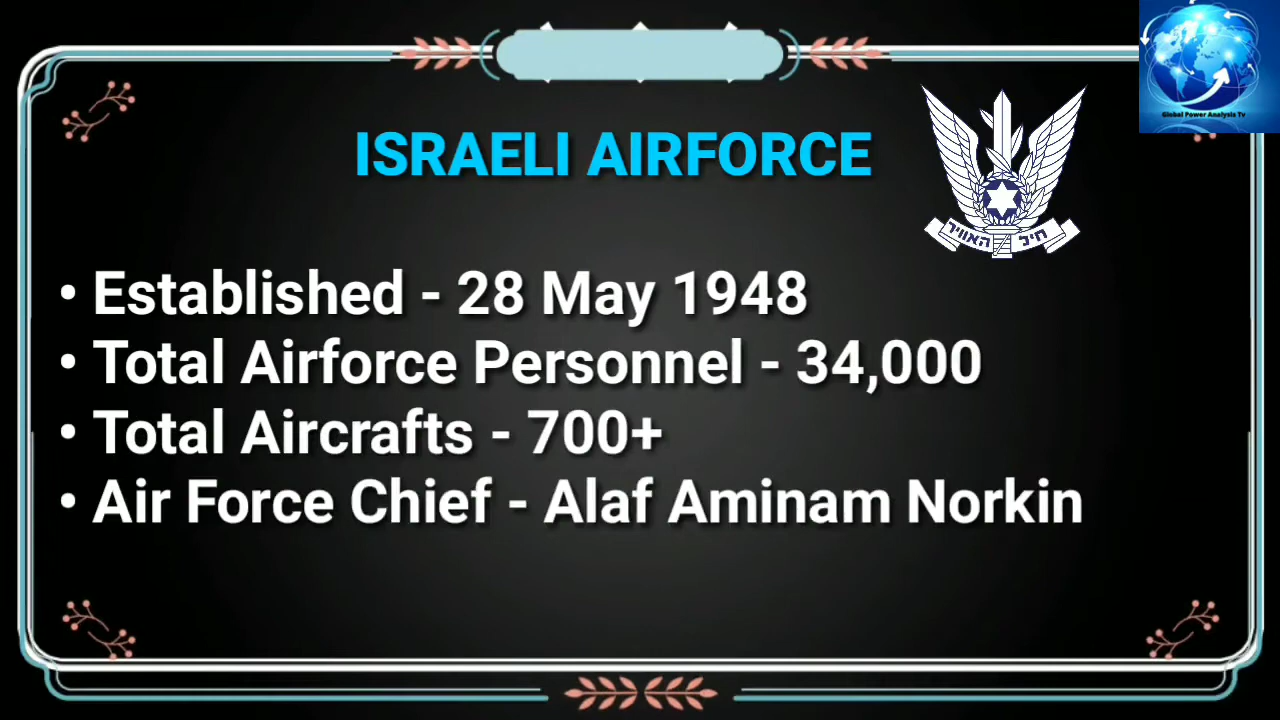 Global Power Analysis Tv
ISRAELI AIRFORCE
חיל האוויר
• Established - 28 May 1948
• Total Airforce Personnel - 34,000
• Total Aircrafts - 700+
• Air Force Chief - Alaf Aminam Norkin